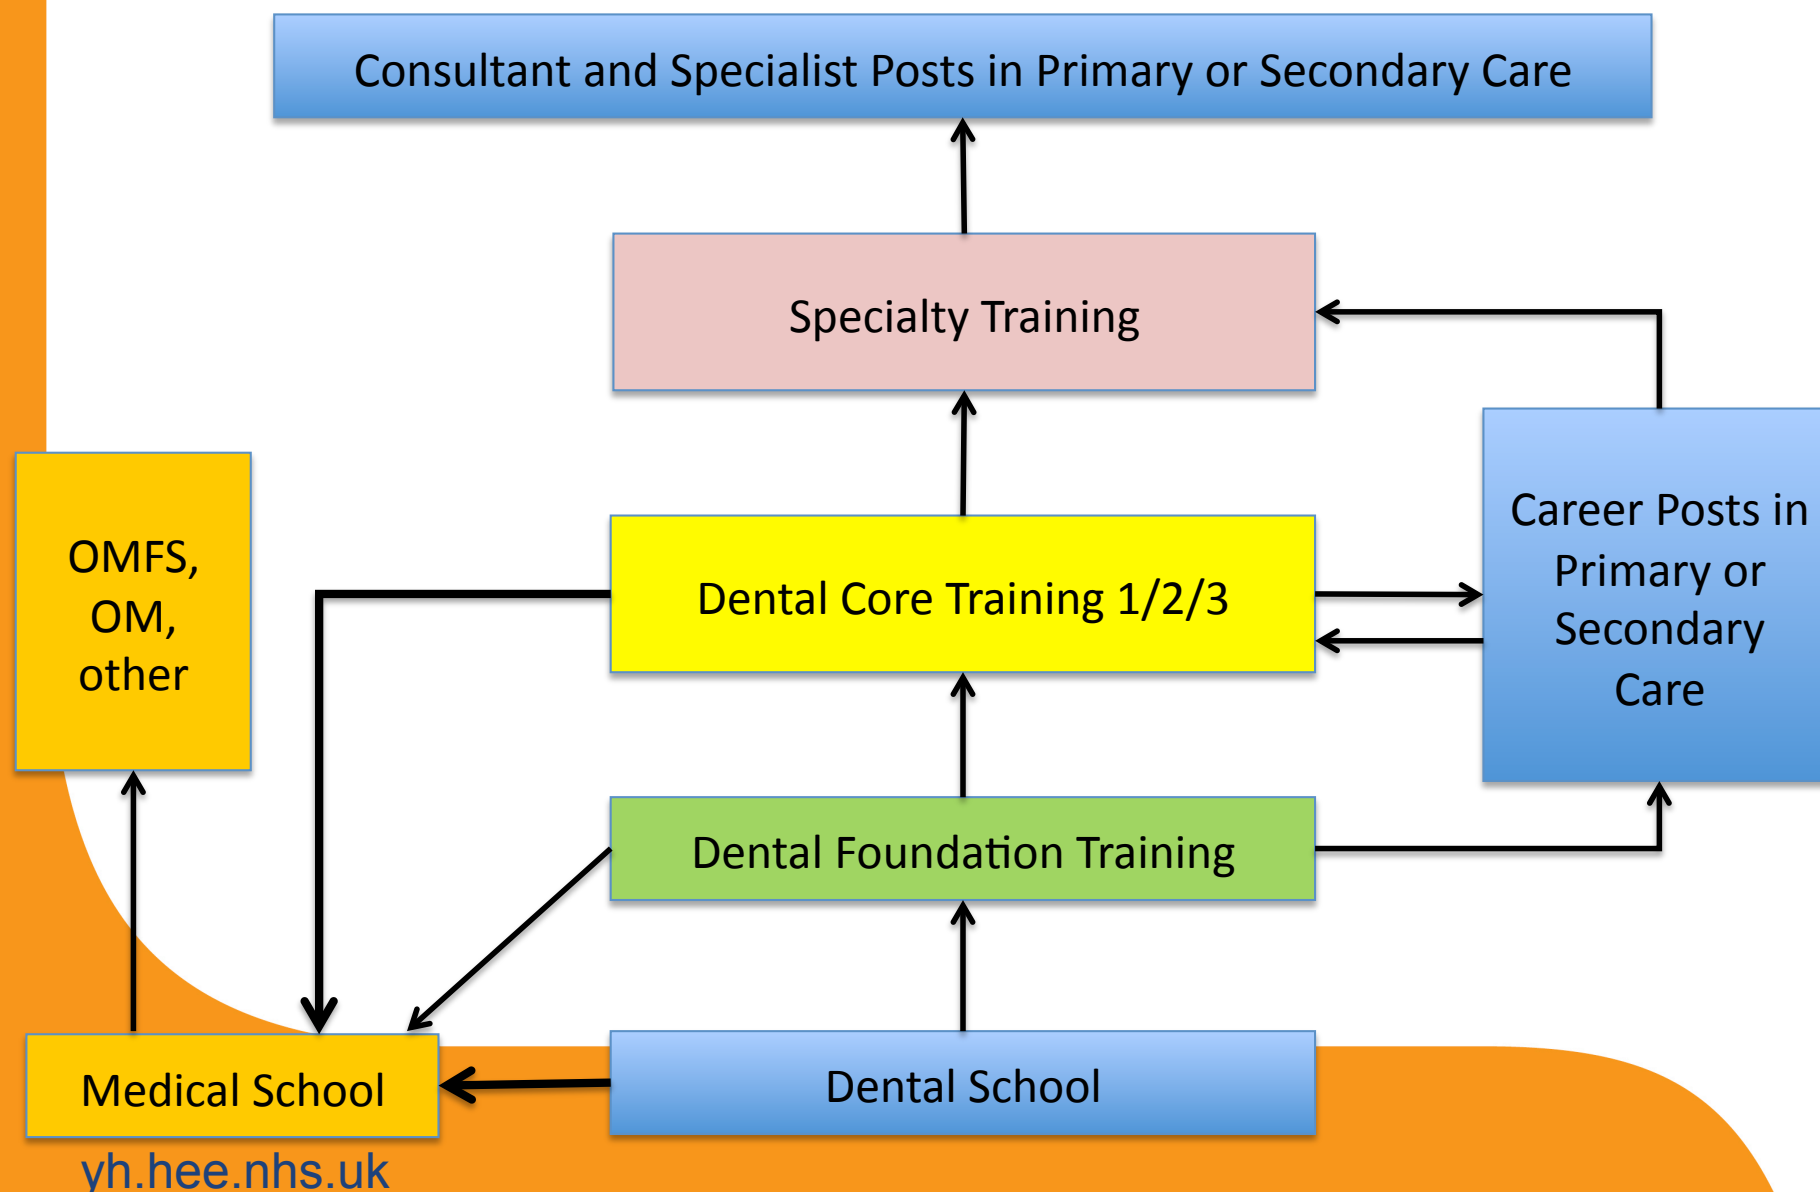 Consultant and Specialist Posts in Primary or Secondary Care
Specialty Training
OMFS,
OM,
other
Dental Core Training 1/2/3
Career Posts in
Primary or
Secondary
Care
Dental Foundation Training
Medical School
Dental School
yh.hee.nhs.uk